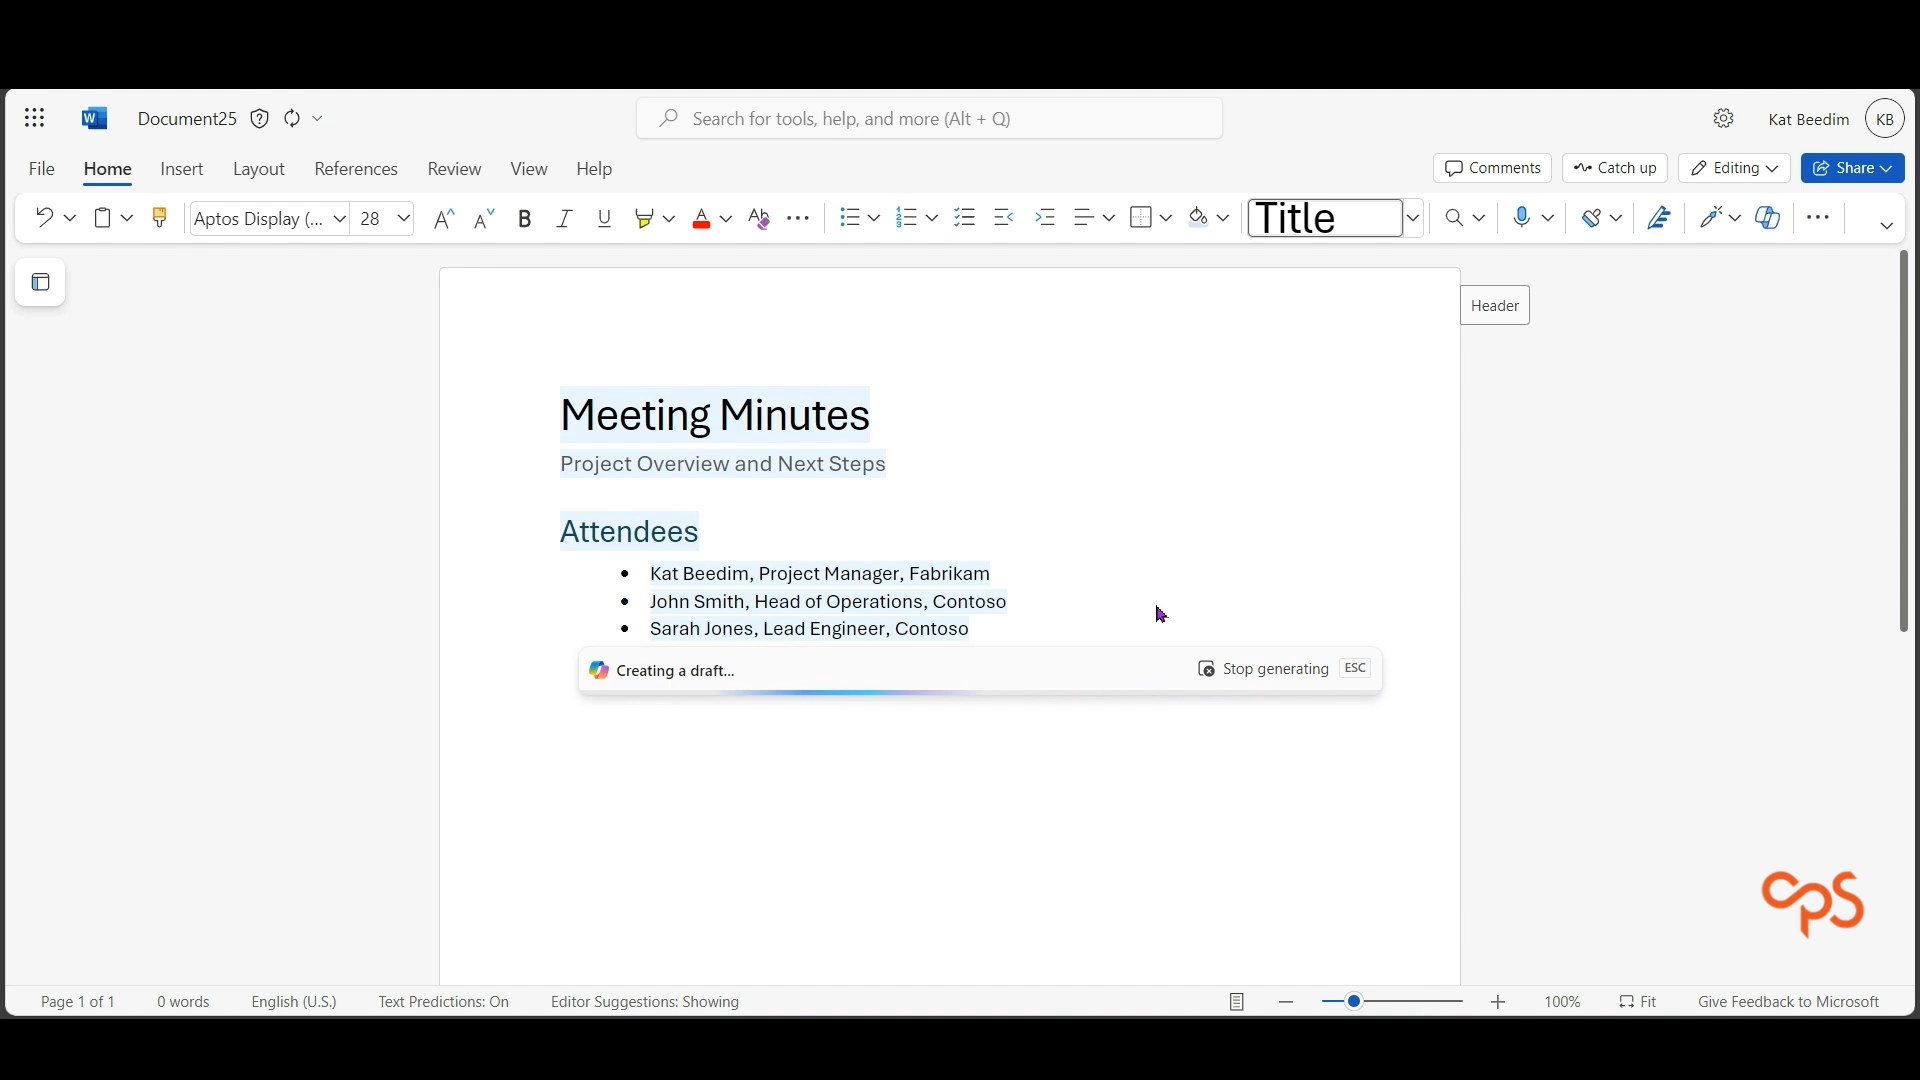 Document25
Search for tools, help, and more (Alt + Q)
Kat Beedim
KB
File Home Insert Layout References Review View Help
Comments
Catch up
Editing
Share
Aptos Display (...
28
Title
Header
Meeting Minutes
Project Overview and Next Steps
Attendees
Kat Beedim, Project Manager, Fabrikam
John Smith, Head of Operations, Contoso
Sarah Jones, Lead Engineer, Contoso
Creating a draft...
Stop generating ESC
cps
Page 1 of 1 0 words English (U.S.) Text Predictions: On Editor Suggestions: Showing 100% Fit Give Feedback to Microsoft